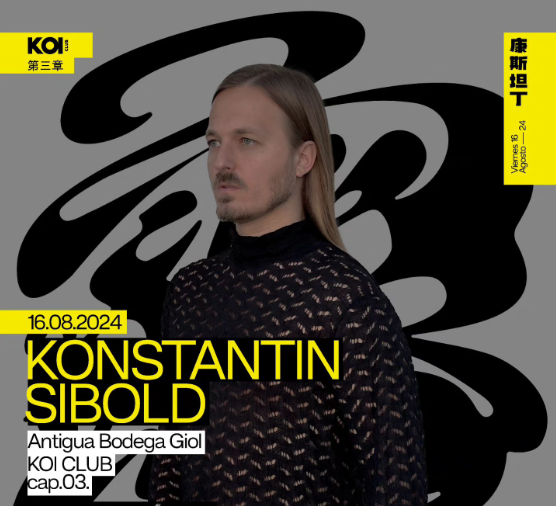 KOI CLUB
第三章
康斯坦丁
Viernes 16
Agosto — 24
16.08.2024
KONSTANTIN
SIBOLD
Antigua Bodega Giol
KOI CLUB
cap.03.